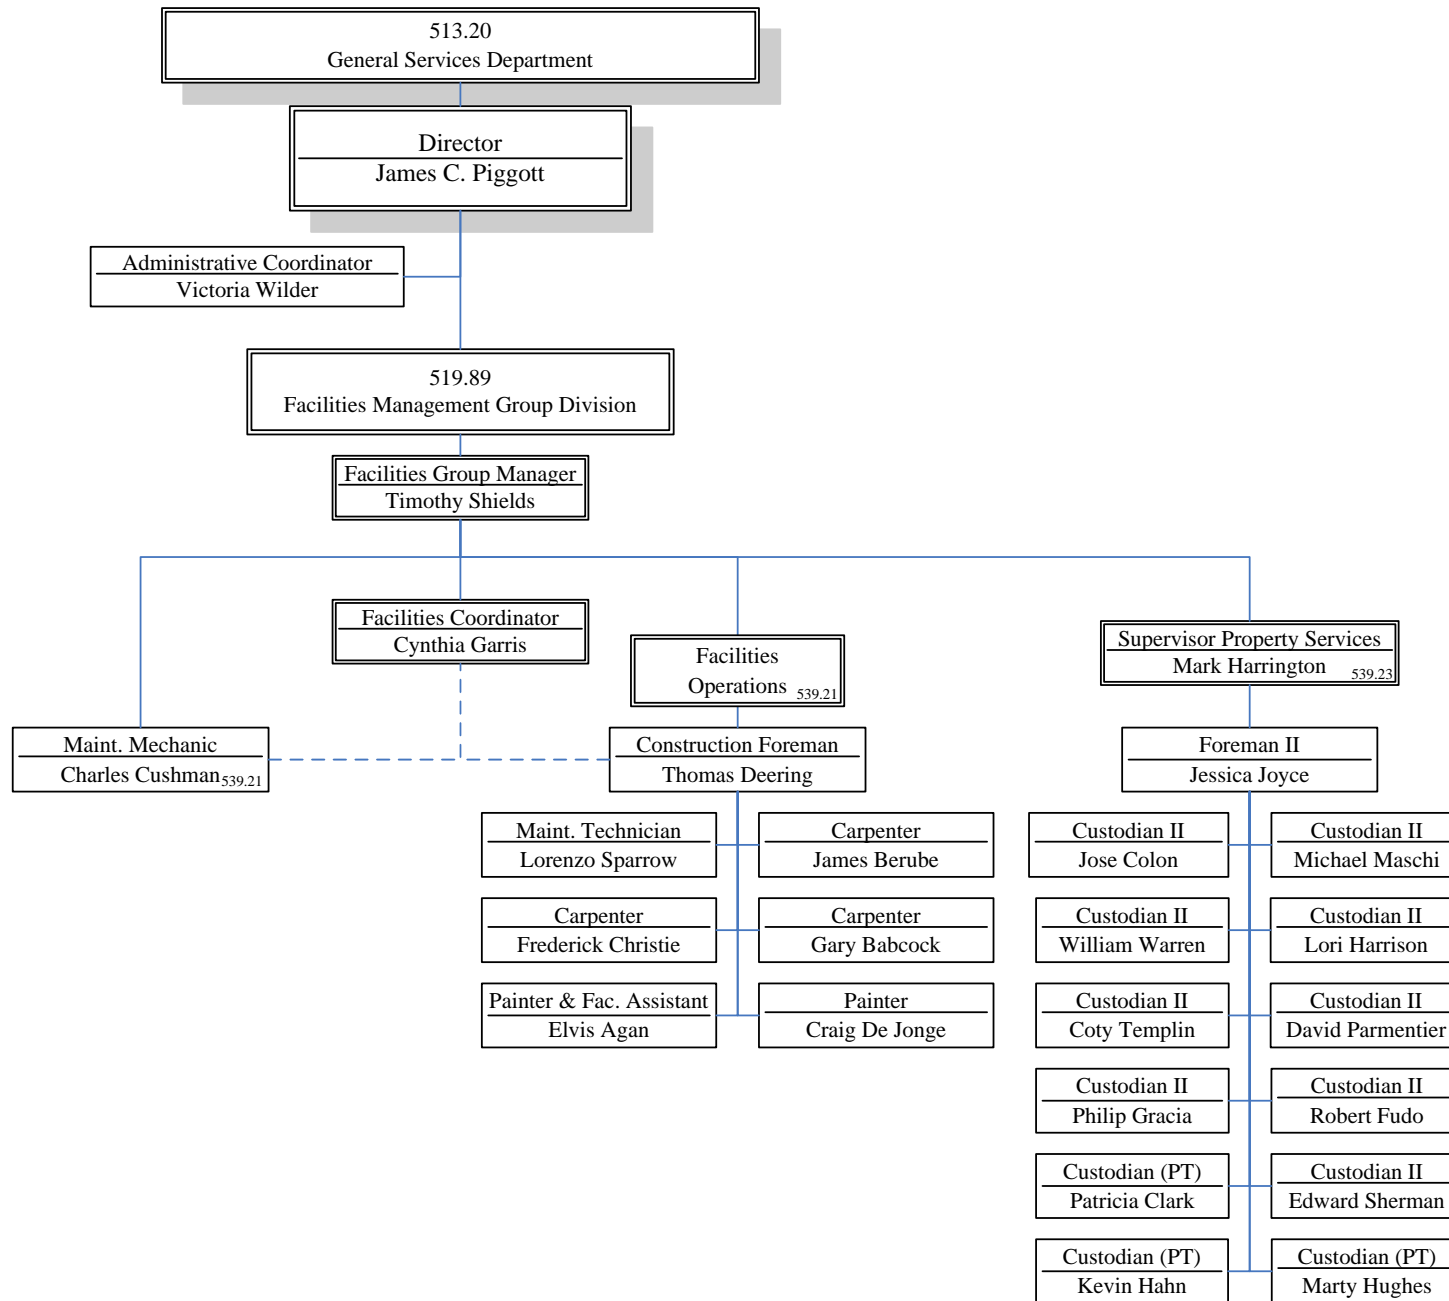 513.20
General Services Department
Director
James C. Piggott
Administrative Coordinator
Victoria Wilder
519.89
Facilities Management Group Division
Facilities Group Manager
Timothy Shields
Facilities Coordinator
Cynthia Garris
Facilities
Operations 539.21
Supervisor Property Services
Mark Harrington 539.23
Maint. Mechanic
Charles Cushman 539.21
Construction Foreman
Thomas Deering
Foreman II
Jessica Joyce
Maint. Technician
Lorenzo Sparrow
Carpenter
James Berube
Carpenter
Frederick Christie
Carpenter
Gary Babcock
Painter & Fac. Assistant
Elvis Agan
Painter
Craig De Jonge
Custodian II
Jose Colon
Custodian II
Michael Maschi
Custodian II
William Warren
Custodian II
Lori Harrison
Custodian II
Coty Templin
Custodian II
David Parmentier
Custodian II
Philip Gracia
Custodian II
Robert Fudo
Custodian (PT)
Patricia Clark
Custodian II
Edward Sherman
Custodian (PT)
Kevin Hahn
Custodian (PT)
Marty Hughes